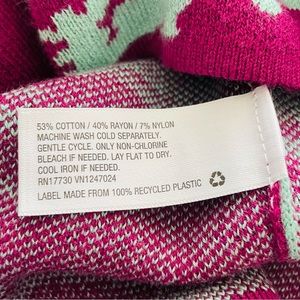 53% COTTON / 40% RAYON / 7% NYLON
MACHINE WASH COLD SEPARATELY.
GENTLE CYCLE. ONLY NON-CHLORINE
BLEACH IF NEEDED. LAY FLAT TO DRY.
COOL IRON IF NEEDED.
RN17730 VN1247024
LABEL MADE FROM 100% RECYCLED PLASTIC